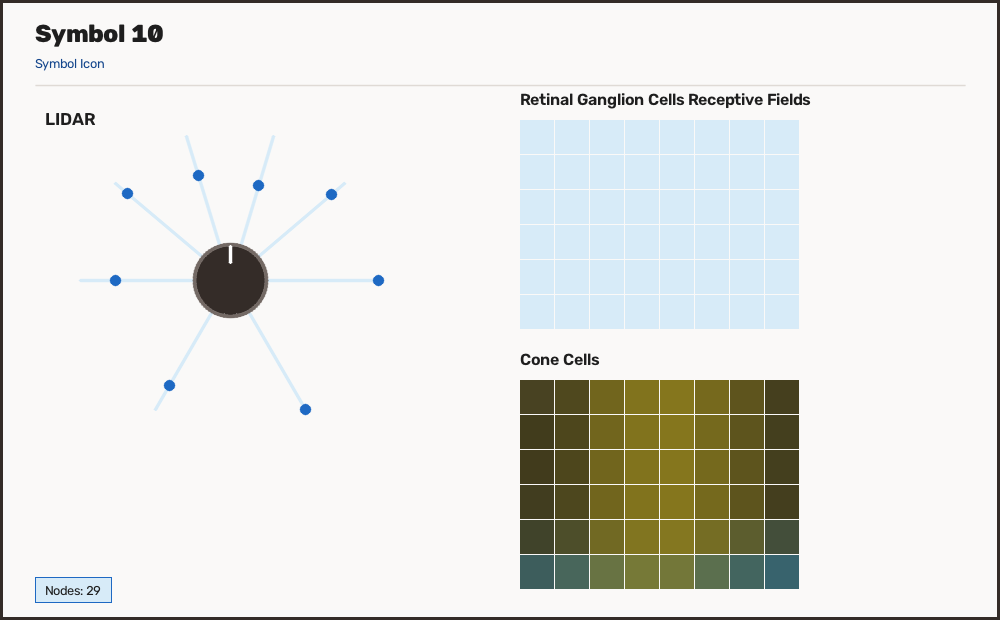 Symbol 10
Symbol Icon
LIDAR
Retinal Ganglion Cells Receptive Fields
Cone Cells
Nodes: 29